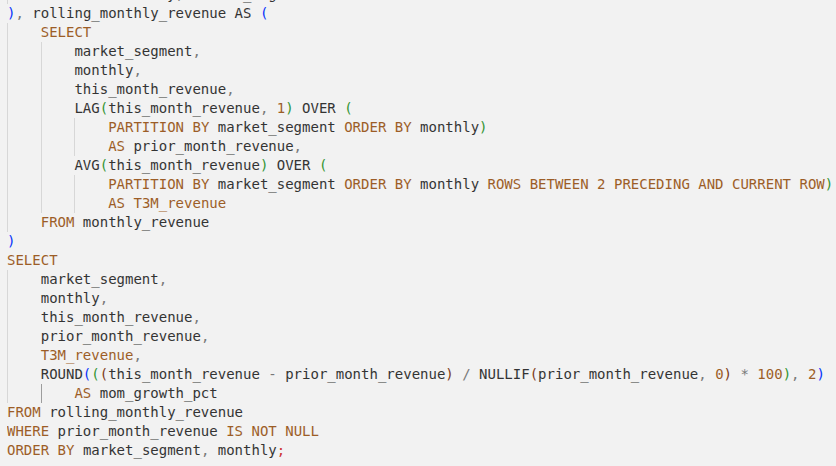 ), rolling_monthly_revenue AS (
    SELECT
        market_segment,
        monthly,
        this_month_revenue,
        LAG(this_month_revenue, 1) OVER (
            PARTITION BY market_segment ORDER BY monthly)
            AS prior_month_revenue,
        AVG(this_month_revenue) OVER (
            PARTITION BY market_segment ORDER BY monthly ROWS BETWEEN 2 PRECEDING AND CURRENT ROW)
            AS T3M_revenue
    FROM monthly_revenue
)
SELECT
    market_segment,
    monthly,
    this_month_revenue,
    prior_month_revenue,
    T3M_revenue,
    ROUND(((this_month_revenue - prior_month_revenue) / NULLIF(prior_month_revenue, 0) * 100), 2)
        AS mom_growth_pct
FROM rolling_monthly_revenue
WHERE prior_month_revenue IS NOT NULL
ORDER BY market_segment, monthly;